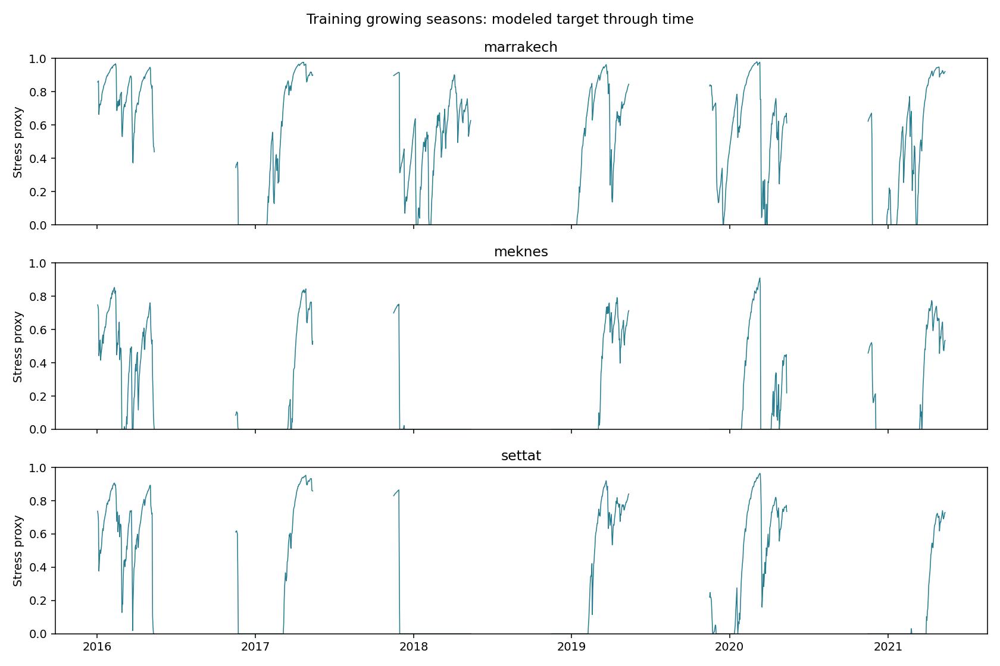 Training growing seasons: modeled target through time
marrakech
1.0
0.8
0.6
0.4
0.2
0.0
Stress proxy
meknes
1.0
0.8
0.6
0.4
0.2
0.0
Stress proxy
settat
1.0
0.8
0.6
0.4
0.2
0.0
Stress proxy
2016 2017 2018 2019 2020 2021